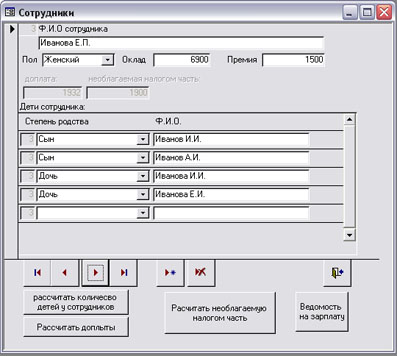 Сотрудники
3 Ф.И.О сотрудника
Иванова Е.П.
Пол Женский Оклад 6900 Премия 1500
доплата: необлагаемая налогом часть:
1932 1900
Дети сотрудника:
Степень родства Ф.И.О.
3 Сын Иванов И.И.
3 Сын Иванов А.И.
3 Дочь Иванова И.И.
3 Дочь Иванова Е.И.
3
рассчитать количесво
детей у сотрудников
Рассчитать доплыты
Расчитать необлагаемую
налогом часть
Ведомость
на зарплату